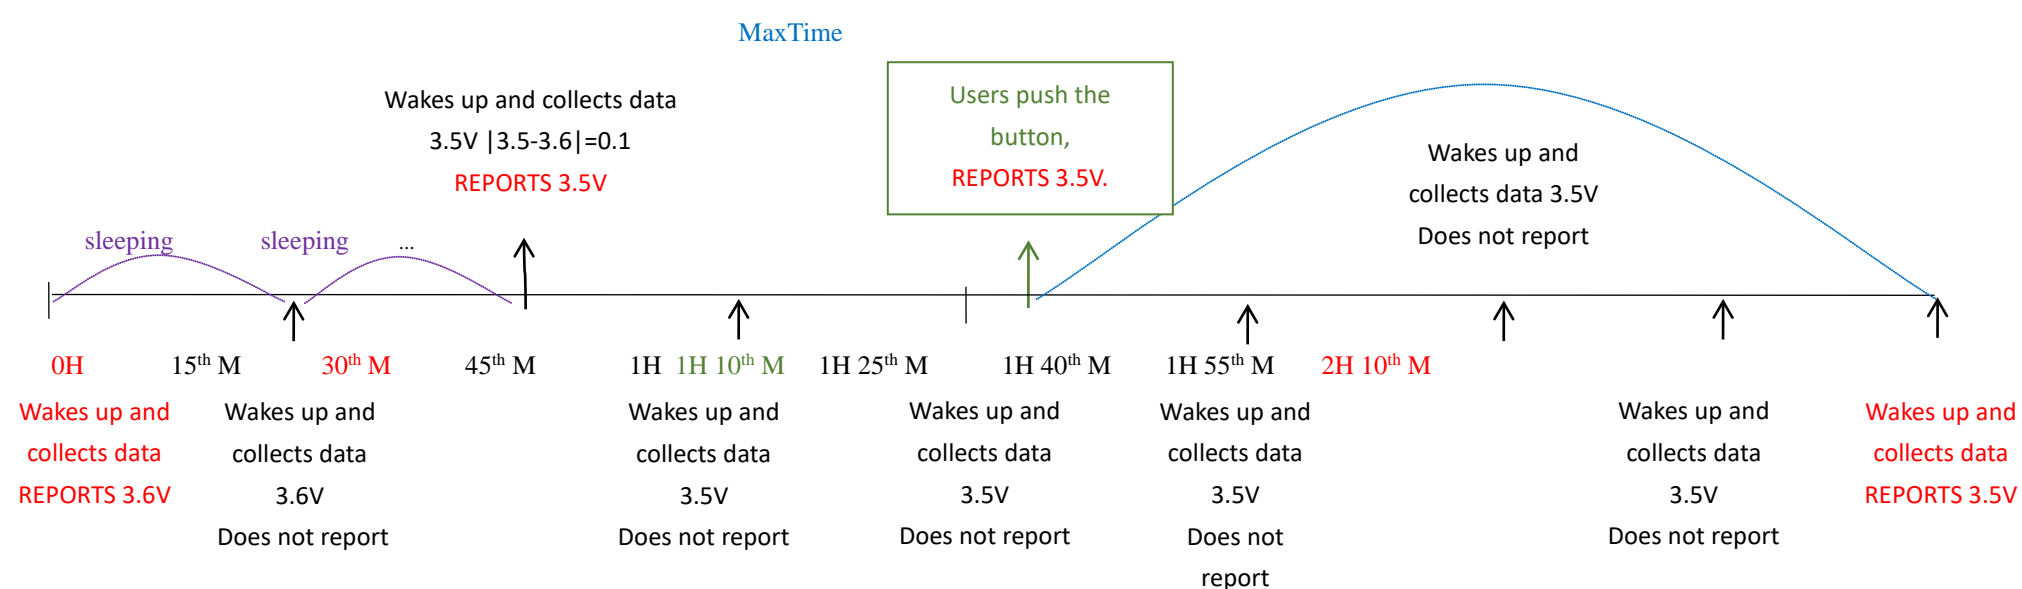 MaxTime
Wakes up and collects data
3.5V |3.5-3.6|=0.1
REPORTS 3.5V
Users push the
button,
REPORTS 3.5V.
Wakes up and
collects data 3.5V
Does not report
sleeping
sleeping
...
0H
15th M
30th M
45th M
1H
1H 10th M
1H 25th M
1H 40th M
1H 55th M
2H 10th M
Wakes up and
collects data
REPORTS 3.6V
Wakes up and
collects data
3.6V
Does not report
Wakes up and
collects data
3.5V
Does not report
Wakes up and
collects data
3.5V
Does not report
Wakes up and
collects data
3.5V
Does not
report
Wakes up and
collects data
3.5V
Does not report
Wakes up and
collects data
REPORTS 3.5V